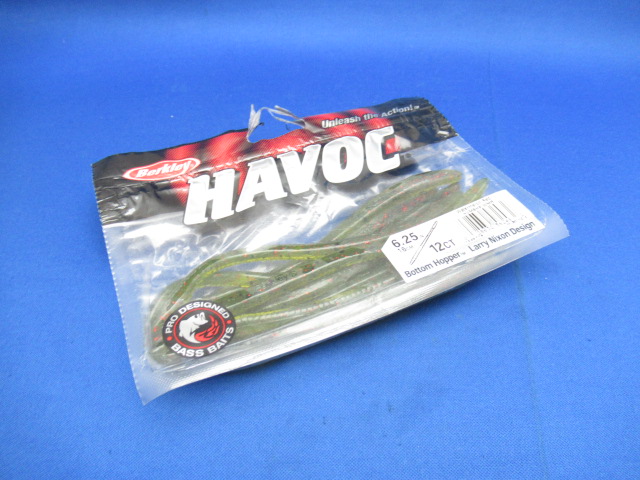 Unleash the Action!
Berkley
HAVOC
6.25
12CT
Bottom Hopper Larry Nixon Design
PRO DESIGNED
BASS BAITS